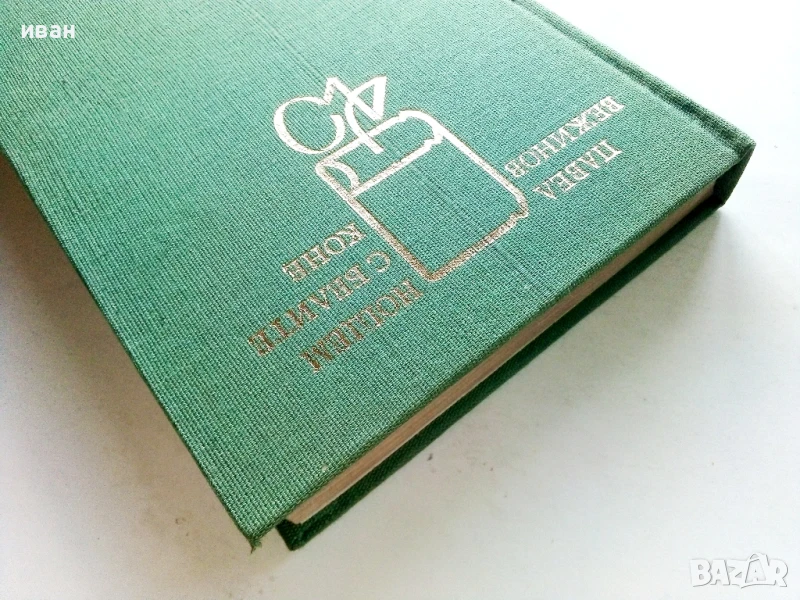 иван
ПАВЕЛ
ВЕЖИНОВ
НОЩЕМ
С БЕЛИТЕ
КОНЕ
BAZAR